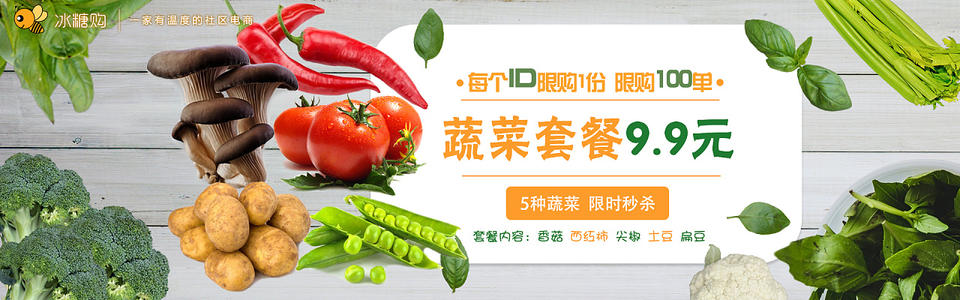 冰糖购 | 一家有温度的社区电商
•每个ID限购1份 限购100单•
蔬菜套餐9.9元
5种蔬菜 限时秒杀
套餐内容：香菇 西红柿 尖椒 土豆 扁豆